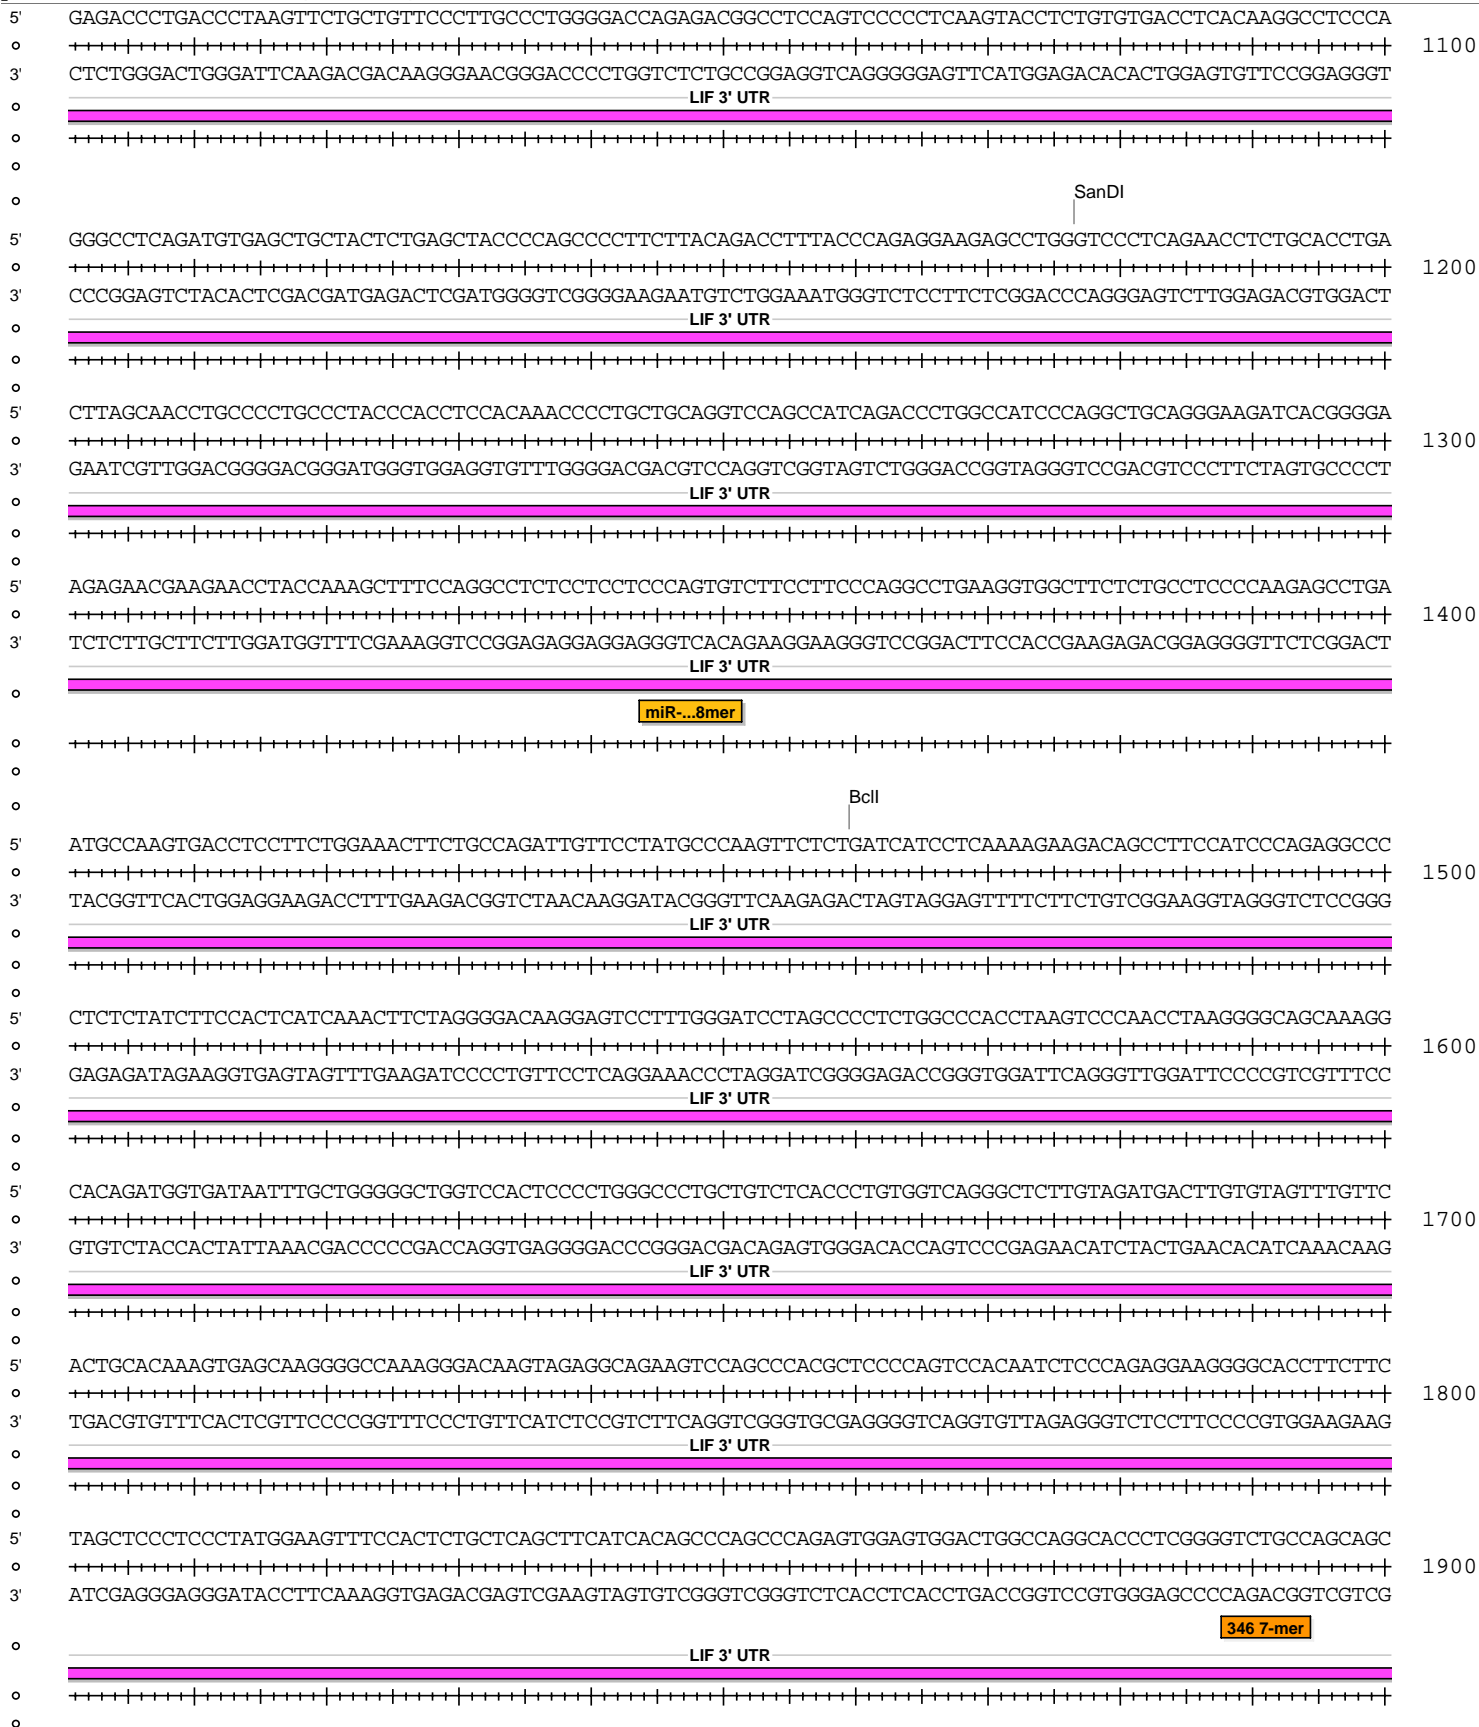 5' GAGACCCTGACCCTAAGTTCTGCTGTTCCCTTGCCCTGGGGACCAGAGACGGCCTCCAGTCCCCCTCAAGTACCTCTGTGTGACCTCACAAGGCCTCCCA
1100
3' CTCTGGGACTGGGATTCAAGACGACAAGGGAACGGGACCCCTGGTCTCTGCCGGAGGTCAGGGGGAGTTCATGGAGACACACTGGAGTGTTCCGGAGGGT
LIF 3' UTR
SanDI
5' GGGCCTCAGATGTGAGCTGCTACTCTGAGCTACCCCAGCCCCTTCTTACAGACCTTTACCCAGAGGAAGAGCCTGGGTCCCTCAGAACCTCTGCACCTGA
1200
3' CCCGGAGTCTACACTCGACGATGAGACTCGATGGGGTCGGGGAAGAATGTCTGGAAATGGGTCTCCTTCTCGGACCCAGGGAGTCTTGGAGACGTGGACT
LIF 3' UTR
5' CTTAGCAACCTGCCCCTGCCCTACCCACCTCCACAAACCCCTGCTGCAGGTCCAGCCATCAGACCCTGGCCATCCCAGGCTGCAGGGAAGATCACGGGGA
1300
3' GAATCGTTGGACGGGGACGGGATGGGTGGAGGTGTTTGGGGACGACGTCCAGGTCGGTAGTCTGGGACCGGTAGGGTCCGACGTCCCTTCTAGTGCCCCT
LIF 3' UTR
5' AGAGAACGAAGAACCTACCAAAGCTTTCCAGGCCTCTCCTCCTCCCAGTGTCTTCCTTCCCAGGCCTGAAGGTGGCTTCTCTGCCTCCCCAAGAGCCTGA
1400
3' TCTCTTGCTTCTTGGATGGTTTCGAAAGGTCCGGAGAGGAGGAGGGTCACAGAAGGAAGGGTCCGGACTTCCACCGAAGAGACGGAGGGGTTCTCGGACT
LIF 3' UTR
miR-...8mer
BclI
5' ATGCCAAGTGACCTCCTTCTGGAAACTTCTGCCAGATTGTTCCTATGCCCAAGTTCTCTGATCATCCTCAAAAGAAGACAGCCTTCCATCCCAGAGGCCC
1500
3' TACGGTTCACTGGAGGAAGACCTTTGAAGACGGTCTAACAAGGATACGGGTTCAAGAGACTAGTAGGAGTTTTCTTCTGTCGGAAGGTAGGGTCTCCGGG
LIF 3' UTR
5' CTCTCTATCTTCCACTCATCAAACTTCTAGGGGACAAGGAGTCCTTTGGGATCCTAGCCCCTCTGGCCCACCTAAGTCCCAACCTAAGGGGCAGCAAAGG
1600
3' GAGAGATAGAAGGTGAGTAGTTTGAAGATCCCCTGTTCCTCAGGAAACCCTAGGATCGGGGAGACCGGGTGGATTCAGGGTTGGATTCCCCGTCGTTTCC
LIF 3' UTR
5' CACAGATGGTGATAATTTGCTGGGGGCTGGTCCACTCCCCTGGGCCCTGCTGTCTCACCCTGTGGTCAGGGCTCTTGTAGATGACTTGTGTAGTTTGTTC
1700
3' GTGTCTACCACTATTAAACGACCCCCGACCAGGTGAGGGGACCCGGGACGACAGAGTGGGACACCAGTCCCGAGAACATCTACTGAACACATCAAACAAG
LIF 3' UTR
5' ACTGCACAAAGTGAGCAAGGGGCCAAAGGGACAAGTAGAGGCAGAAGTCCAGCCCACGCTCCCCAGTCCACAATCTCCCAGAGGAAGGGGCACCTTCTTC
1800
3' TGACGTGTTTCACTCGTTCCCCGGTTTCCCTGTTCATCTCCGTCTTCAGGTCGGGTGCGAGGGGTCAGGTGTTAGAGGGTCTCCTTCCCCGTGGAAGAAG
LIF 3' UTR
5' TAGCTCCCTCCCTATGGAAGTTTCCACTCTGCTCAGCTTCATCACAGCCCAGCCCAGAGTGGAGTGGACTGGCCAGGCACCCTCGGGGTCTGCCAGCAGC
1900
3' ATCGAGGGAGGGATACCTTCAAAGGTGAGACGAGTCGAAGTAGTGTCGGGTCGGGTCTCACCTCACCTGACCGGTCCGTGGGAGCCCCAGACGGTCGTCG
346 7-mer
LIF 3' UTR